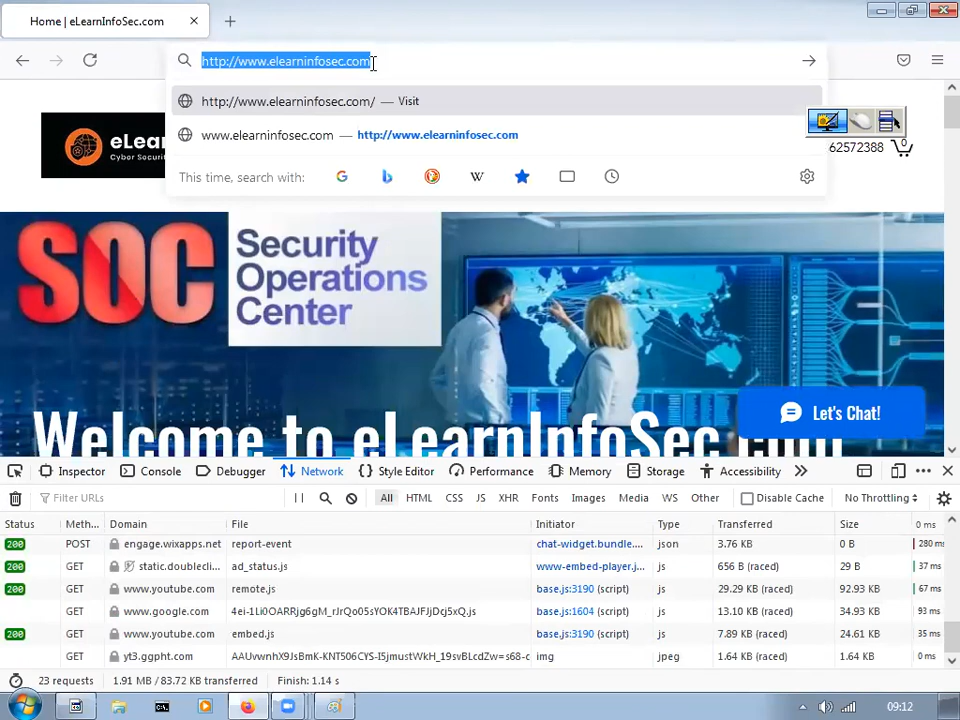 Home | eLearnInfoSec.com
http://www.elearninfosec.com
http://www.elearninfosec.com/ — Visit
www.elearninfosec.com — http://www.elearninfosec.com
This time, search with:
eLear
Cyber Securit
62572388
0
SOC
Security
Operations
Center
Let's Chat!
Welcome to eLearnInfoSec.com
Inspector Console Debugger Network Style Editor Performance Memory Storage Accessibility
Filter URLs All HTML CSS JS XHR Fonts Images Media WS Other Disable Cache No Throttling
Status Meth... Domain File Initiator Type Transferred Size 0 ms
200 POST engage.wixapps.net report-event chat-widget.bundle.... json 3.76 KB 0 B 280 ms
GET static.doublecli... ad_status.js www-embed-player.j... js 656 B (raced) 29 B 37 ms
200 GET www.youtube.com remote.js base.js:3190 (script) js 29.29 KB (raced) 92.93 KB 67 ms
GET www.google.com base.js:1604 (script) js 13.10 KB (raced) 34.93 KB 93 ms
200 GET www.youtube.com embed.js base.js:3190 (script) js 7.89 KB (raced) 24.61 KB 35 ms
GET yt3.ggpht.com img jpeg 1.64 KB (raced) 1.64 KB 0 ms
23 requests 1.91 MB / 83.72 KB transferred Finish: 1.14 s
09:12